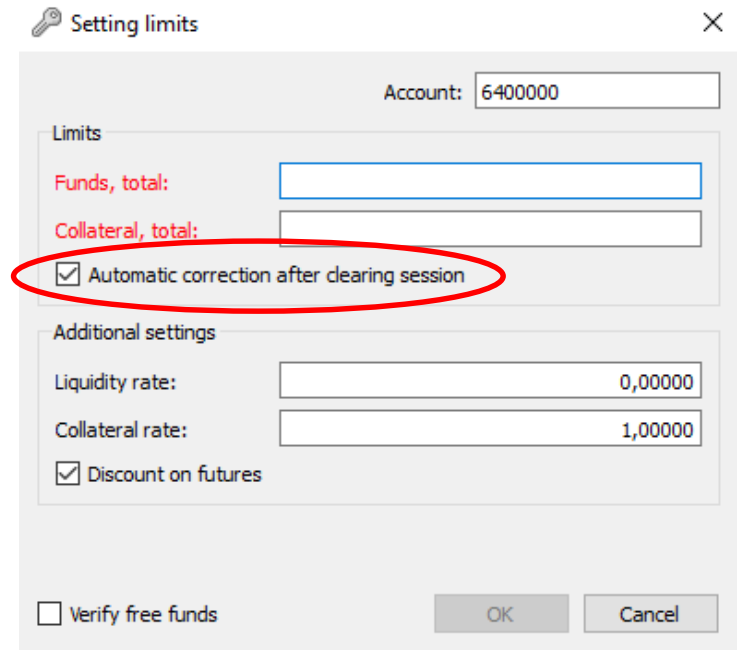 Setting limits
Account: 6400000
Limits
Funds, total:
Collateral, total:
Automatic correction after clearing session
Additional settings
Liquidity rate: 0,00000
Collateral rate: 1,00000
Discount on futures
Verify free funds OK Cancel